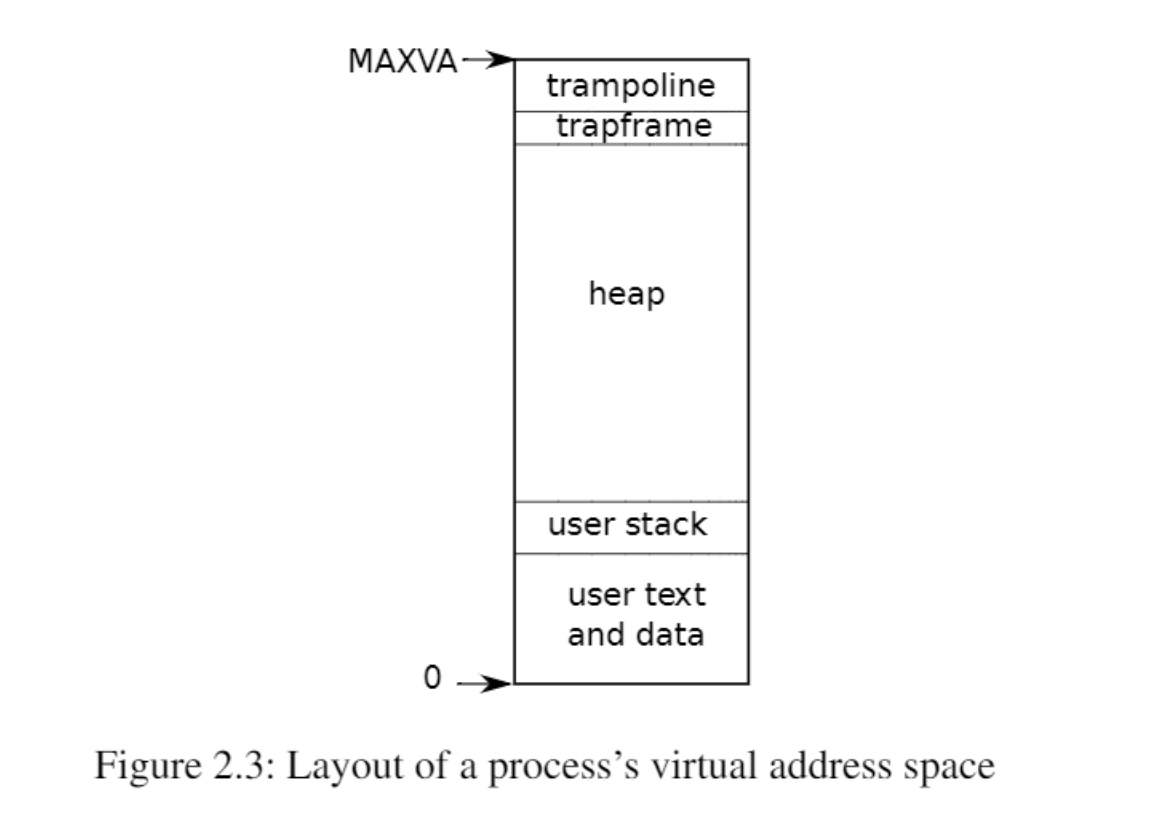 MAXVA
trampoline
trapframe
heap
user stack
user text
and data
0
Figure 2.3: Layout of a process’s virtual address space